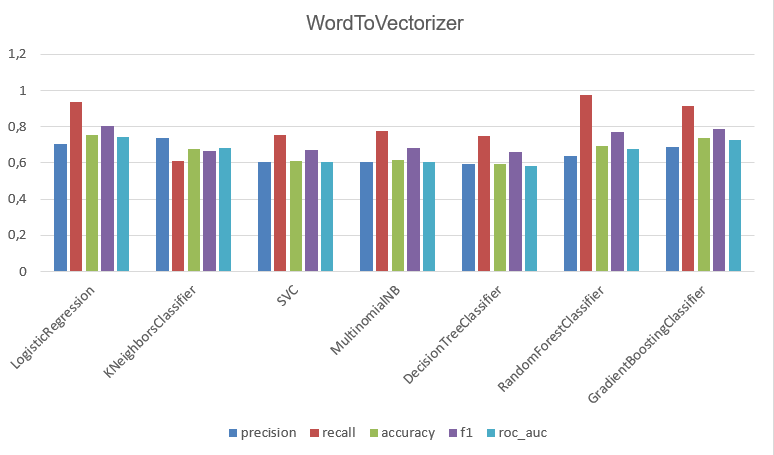 WordToVectorizer
1,2
1
0,8
0,6
0,4
0,2
0
LogisticRegression
KNeighborsClassifier
SVC
MultinomialNB
DecisionTreeClassifier
RandomForestClassifier
GradientBoostingClassifier
precision recall accuracy f1 roc_auc